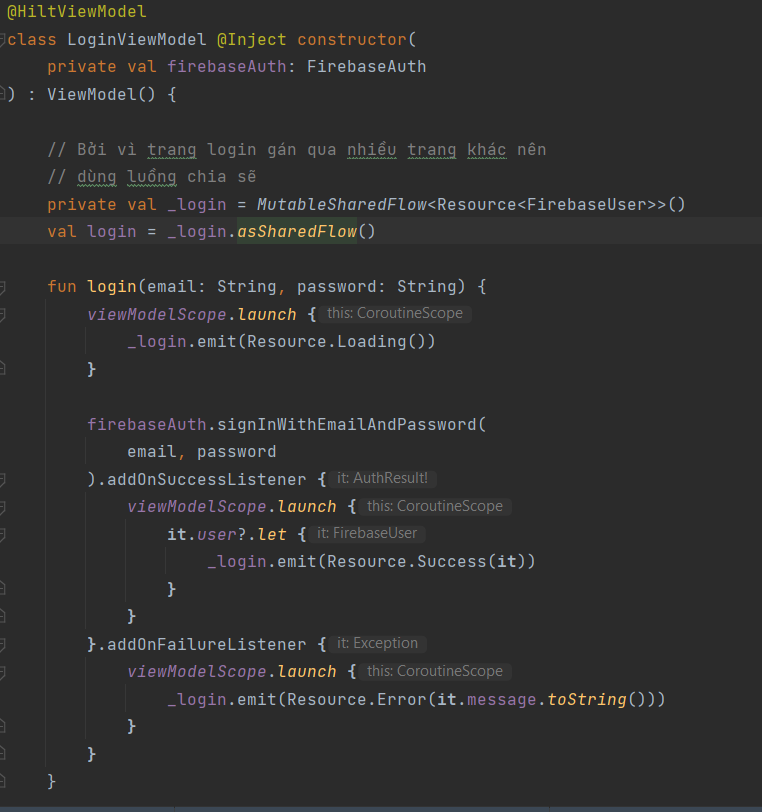 @HiltViewModel
class LoginViewModel @Inject constructor(
    private val firebaseAuth: FirebaseAuth
) : ViewModel() {

    // Bởi vì trang login gán qua nhiều trang khác nên
    // dùng luồng chia sẽ
    private val _login = MutableSharedFlow<Resource<FirebaseUser>>()
    val login = _login.asSharedFlow()

    fun login(email: String, password: String) {
        viewModelScope.launch { this: CoroutineScope
            _login.emit(Resource.Loading())
        }

        firebaseAuth.signInWithEmailAndPassword(
            email, password
        ).addOnSuccessListener { it: AuthResult!
            viewModelScope.launch { this: CoroutineScope
                it.user?.let { it: FirebaseUser
                    _login.emit(Resource.Success(it))
                }
            }
        }.addOnFailureListener { it: Exception
            viewModelScope.launch { this: CoroutineScope
                _login.emit(Resource.Error(it.message.toString()))
            }
        }
    }